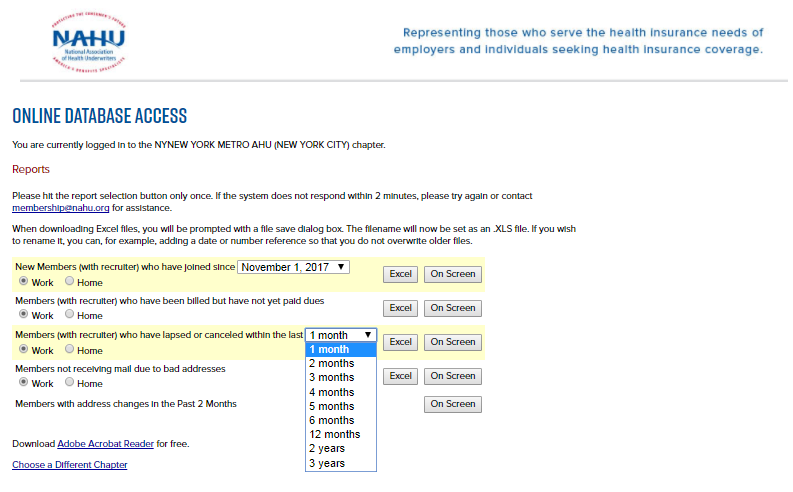 PROTECTING THE CONSUMER'S FUTURE
NAHU
National Association
of Health Underwriters
AMERICA'S BENEFITS SPECIALISTS
Representing those who serve the health insurance needs of
employers and individuals seeking health insurance coverage.
ONLINE DATABASE ACCESS
You are currently logged in to the NYNEW YORK METRO AHU (NEW YORK CITY) chapter.
Reports
Please hit the report selection button only once. If the system does not respond within 2 minutes, please try again or contact
membership@nahu.org for assistance.
When downloading Excel files, you will be prompted with a file save dialog box. The filename will now be set as an .XLS file. If you wish
to rename it, you can, for example, adding a date or number reference so that you do not overwrite older files.
New Members (with recruiter) who have joined since November 1, 2017 Excel On Screen
Work Home
Members (with recruiter) who have been billed but have not yet paid dues Excel On Screen
Work Home
Members (with recruiter) who have lapsed or canceled within the last 1 month Excel On Screen
Work Home
1 month
2 months
3 months
4 months
5 months
6 months
12 months
2 years
3 years
Members not receiving mail due to bad addresses Excel On Screen
Work Home
Members with address changes in the Past 2 Months On Screen
Download Adobe Acrobat Reader for free.
Choose a Different Chapter